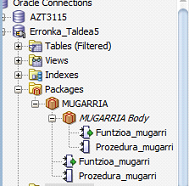 Oracle Connections
AZT3115
Erronka_Taldea5
Tables (Filtered)
Views
Indexes
Packages
MUGARRIA
MUGARRIA Body
Funtzioa_mugarri
Prozedura_mugarri
Funtzioa_mugarri
Prozedura_mugarri